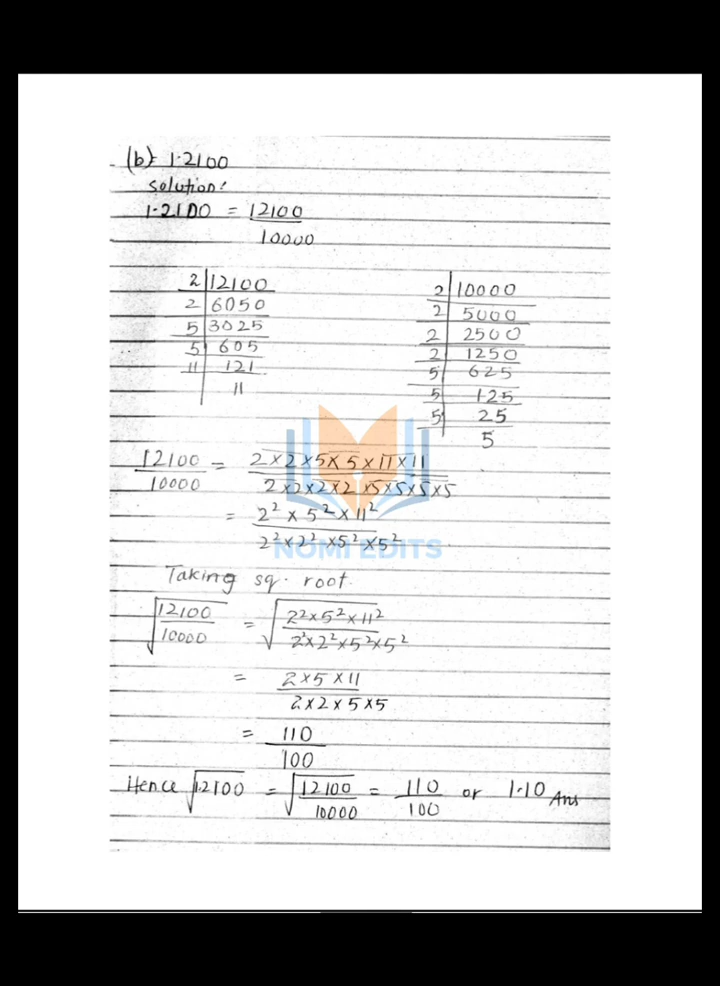 (b) 1.2100
Solution:
1.2100 = 12100
10000
2 | 12100
2 | 6050
5 | 3025
5 | 605
11 | 121
11
2 | 10000
2 | 5000
2 | 2500
2 | 1250
5 | 625
5 | 125
5 | 25
5
12100 = 2×2×5×5×11×11
10000 2×2×2×2×5×5×5×5
= 2²×5²×11²
2²×2²×5²×5²
NOMI EDITS
Taking sq. root.
√12100 = √2²×5²×11²
10000 2²×2²×5²×5²
= 2×5×11
2×2×5×5
= 110
100
Hence √1.2100 = √12100 = 110 or 1.10 Ans
10000 100